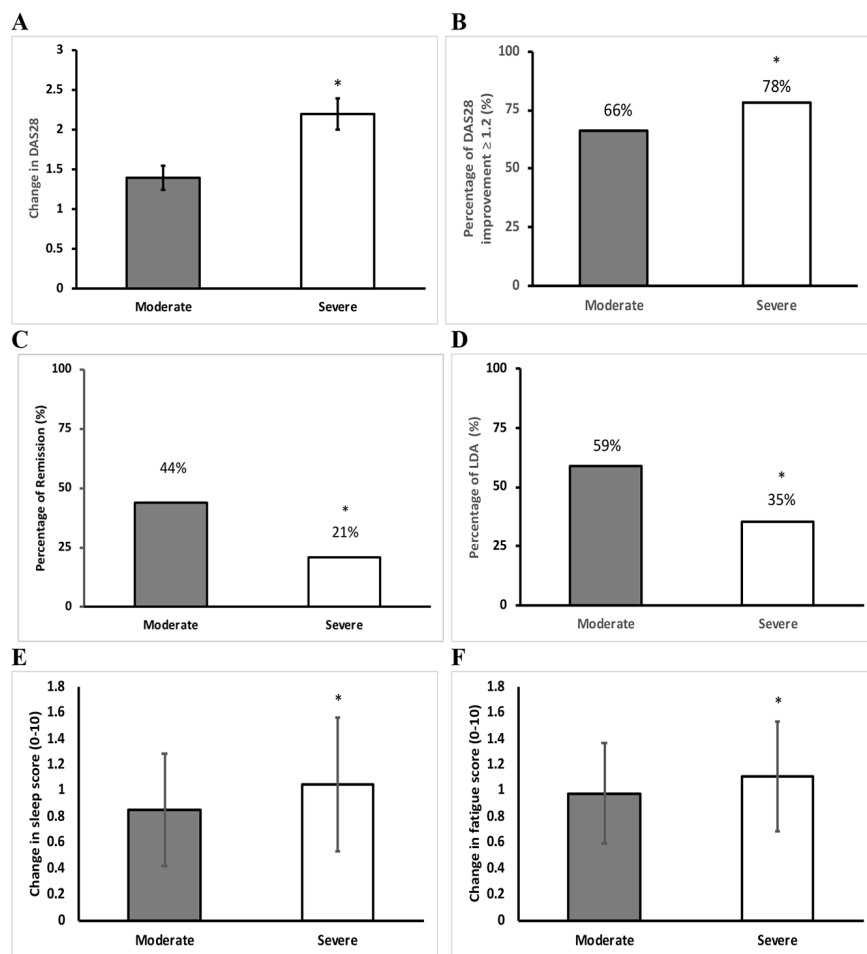 A
Change in DAS28
3
2.5
2
1.5
1
0.5
0
*
Moderate
Severe
B
Percentage of DAS28
improvement ≥ 1.2 (%)
100
75
50
25
0
66%
*
78%
Moderate
Severe
C
Percentage of Remission (%)
100
75
50
25
0
44%
*
21%
Moderate
Severe
D
Percentage of LDA (%)
100
75
50
25
0
59%
*
35%
Moderate
Severe
E
Change in sleep score (0-10)
1.8
1.6
1.4
1.2
1
0.8
0.6
0.4
0.2
0
*
Moderate
Severe
F
Change in fatigue score (0-10)
1.8
1.6
1.4
1.2
1
0.8
0.6
0.4
0.2
0
*
Moderate
Severe